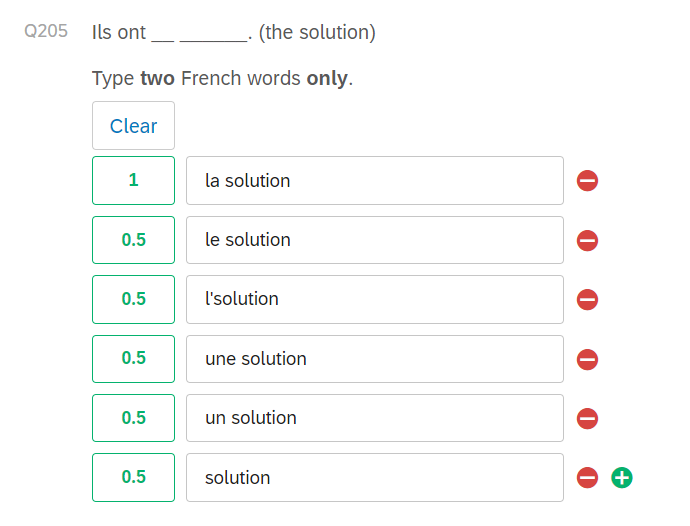 Q205 Ils ont __ ______. (the solution)
Type two French words only.
Clear
1 la solution
0.5 le solution
0.5 l'solution
0.5 une solution
0.5 un solution
0.5 solution